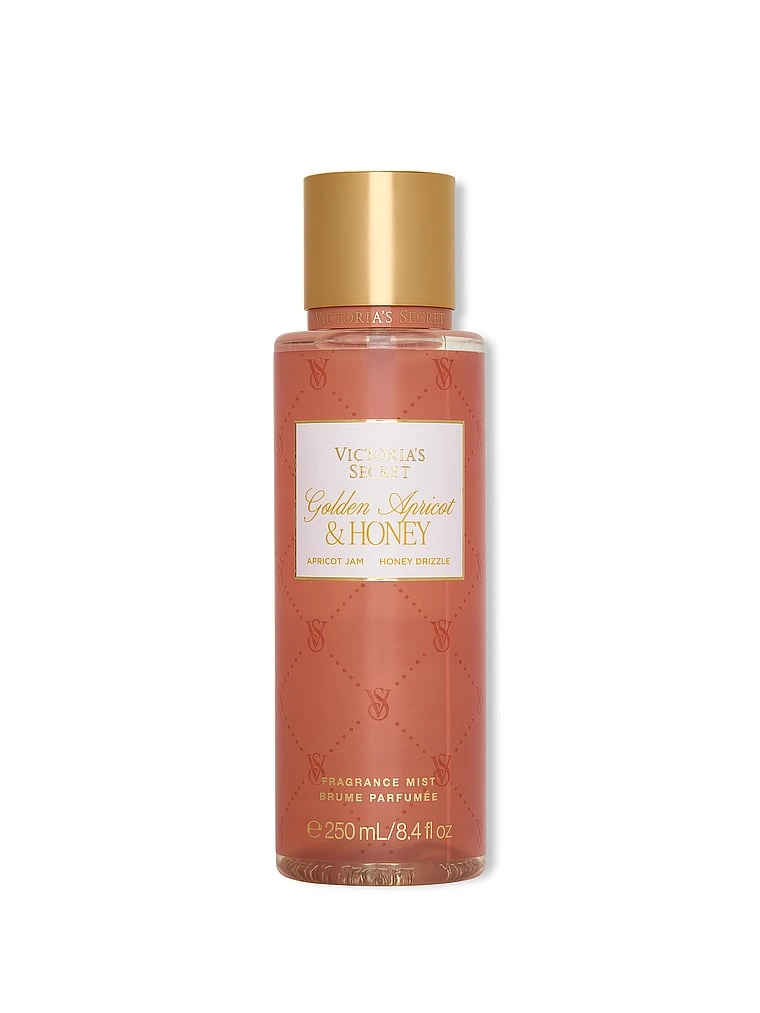 VICTORIA'S SECRET
VICTORIA'S
SECRET
Golden Apricot
& HONEY
APRICOT JAM HONEY DRIZZLE
FRAGRANCE MIST
BRUME PARFUMÉE
℮ 250 mL/8.4 fl oz